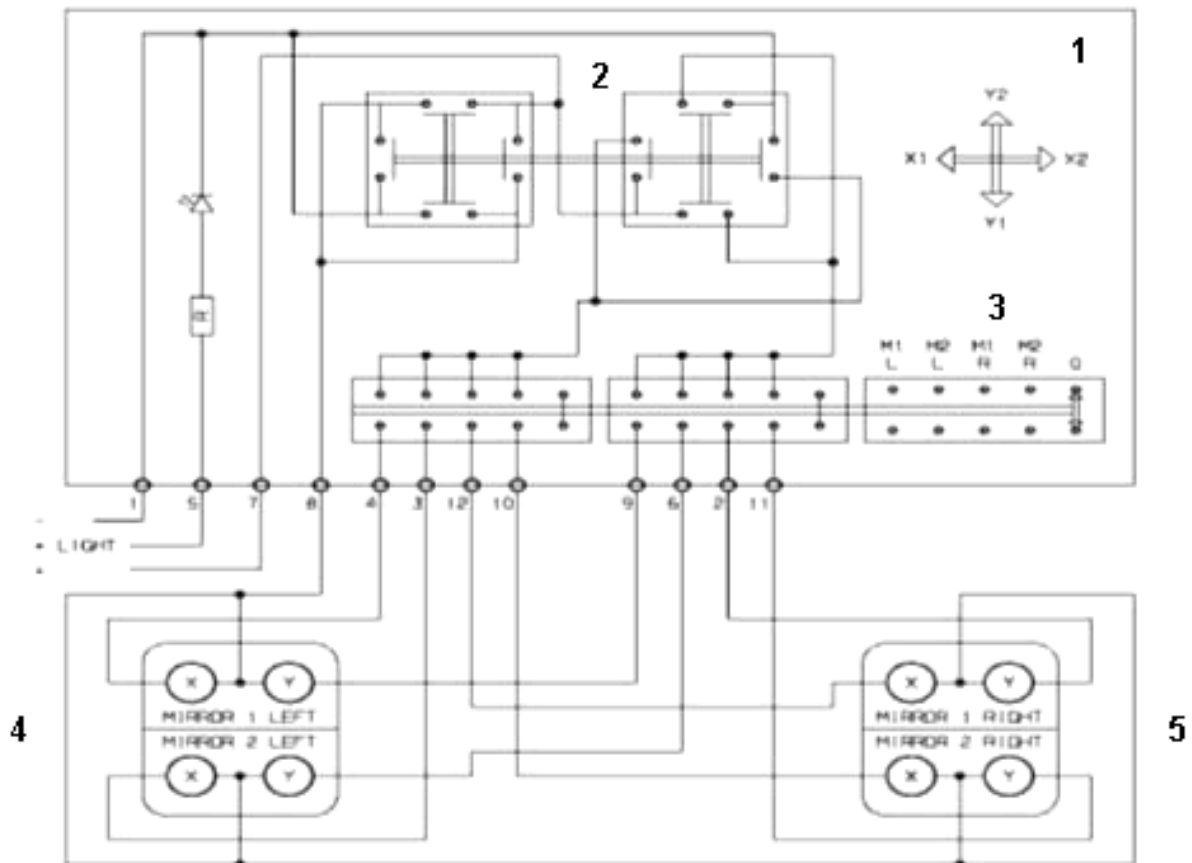 1
2
Y2
X1 X2
Y1
3
R
M1 M2 M1 M2
L L R R 0
1 5 7 8 4 3 12 10 9 6 2 11
- LIGHT
X Y X Y
MIRROR 1 LEFT MIRROR 1 RIGHT
4 5
MIRROR 2 LEFT MIRROR 2 RIGHT
X Y X Y